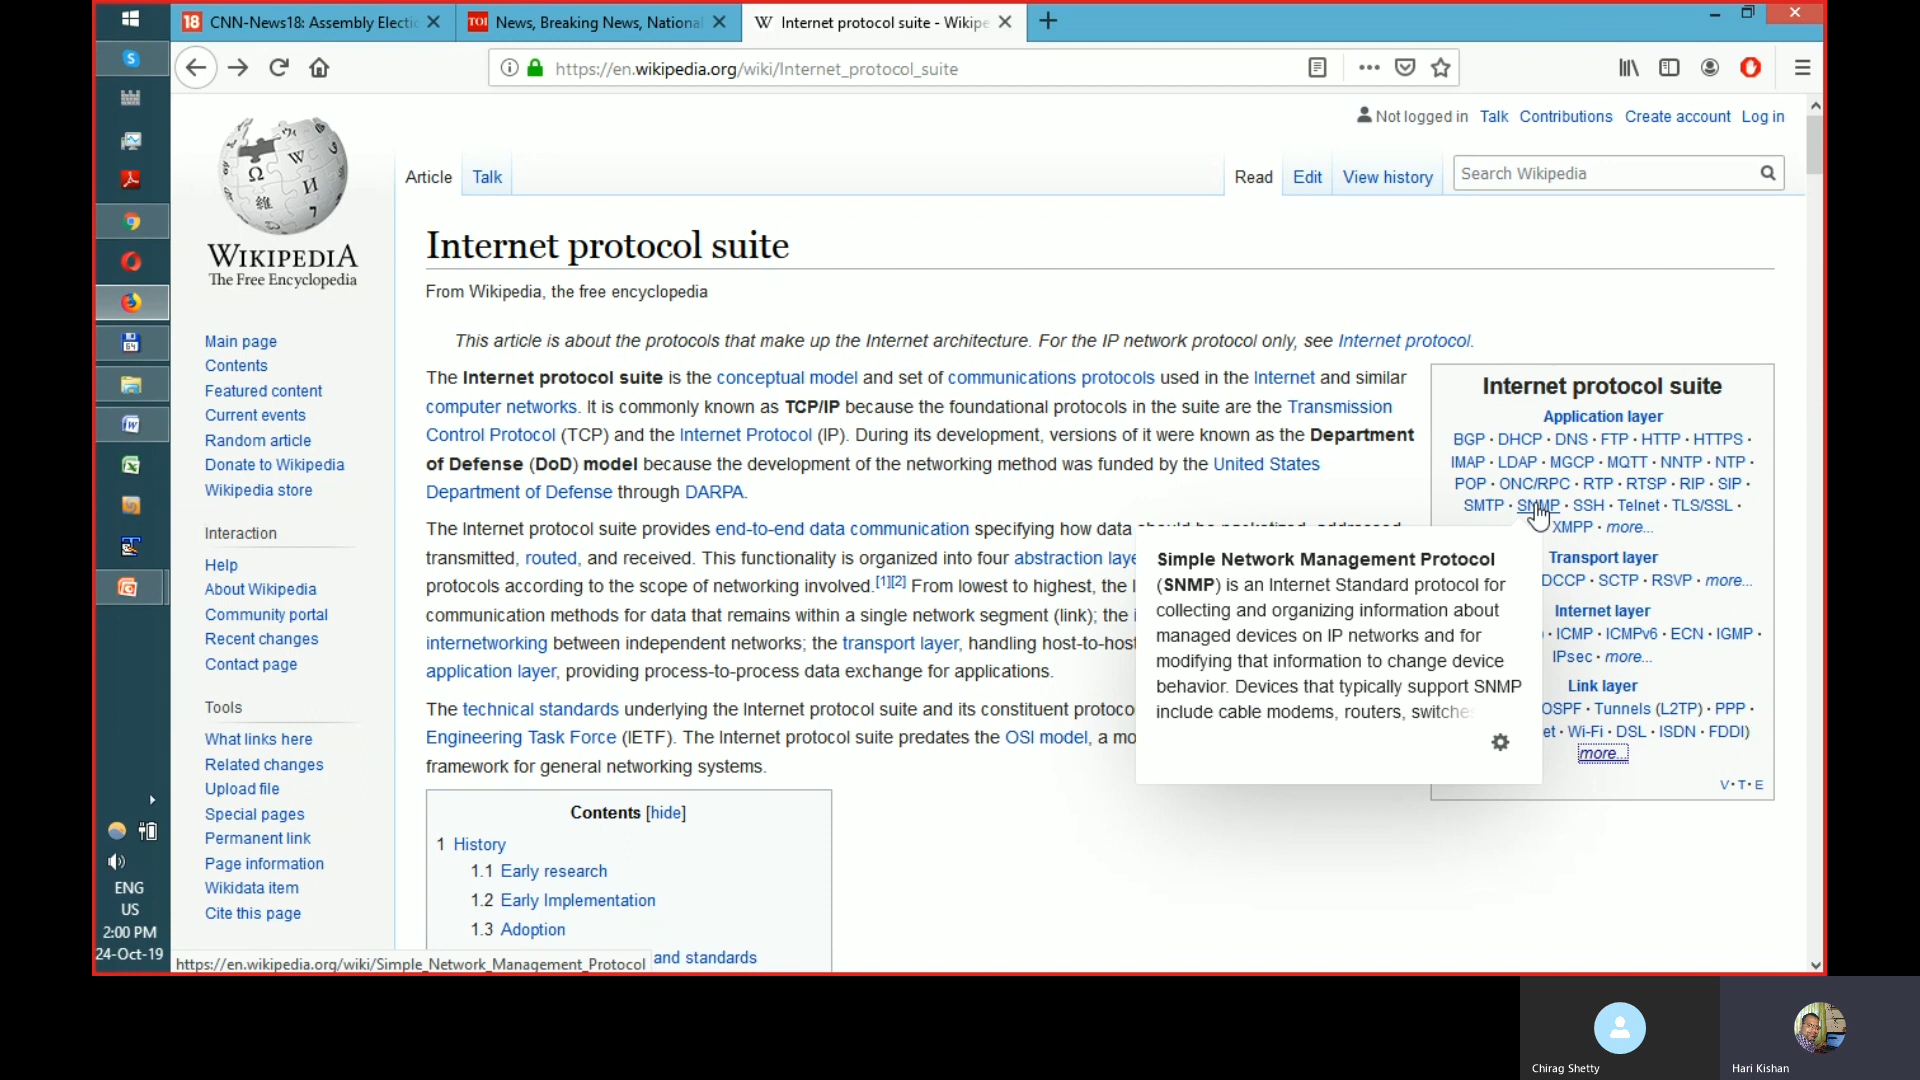 18 CNN-News18: Assembly Electi
TOI News, Breaking News, National
W Internet protocol suite - Wikipe
https://en.wikipedia.org/wiki/Internet_protocol_suite
Not logged in Talk Contributions Create account Log in
Article Talk Read Edit View history Search Wikipedia
WIKIPEDIA
The Free Encyclopedia
Main page
Contents
Featured content
Current events
Random article
Donate to Wikipedia
Wikipedia store
Interaction
Help
About Wikipedia
Community portal
Recent changes
Contact page
Tools
What links here
Related changes
Upload file
Special pages
Permanent link
Page information
Wikidata item
Cite this page
Internet protocol suite
From Wikipedia, the free encyclopedia
This article is about the protocols that make up the Internet architecture. For the IP network protocol only, see Internet protocol.
The Internet protocol suite is the conceptual model and set of communications protocols used in the Internet and similar
computer networks. It is commonly known as TCP/IP because the foundational protocols in the suite are the Transmission
Control Protocol (TCP) and the Internet Protocol (IP). During its development, versions of it were known as the Department
of Defense (DoD) model because the development of the networking method was funded by the United States
Department of Defense through DARPA.
The Internet protocol suite provides end-to-end data communication specifying how data should be packetized, addressed,
transmitted, routed, and received. This functionality is organized into four abstraction laye
protocols according to the scope of networking involved.[1][2] From lowest to highest, the l
communication methods for data that remains within a single network segment (link); the i
internetworking between independent networks; the transport layer, handling host-to-host
application layer, providing process-to-process data exchange for applications.
The technical standards underlying the Internet protocol suite and its constituent protoco
Engineering Task Force (IETF). The Internet protocol suite predates the OSI model, a mo
framework for general networking systems.
Contents [hide]
1 History
1.1 Early research
1.2 Early Implementation
1.3 Adoption
and standards
Internet protocol suite
Application layer
BGP · DHCP · DNS · FTP · HTTP · HTTPS ·
IMAP · LDAP · MGCP · MQTT · NNTP · NTP ·
POP · ONC/RPC · RTP · RTSP · RIP · SIP ·
SMTP · SNMP · SSH · Telnet · TLS/SSL ·
XMPP · more...
Transport layer
DCCP · SCTP · RSVP · more...
Internet layer
· ICMP · ICMPv6 · ECN · IGMP ·
IPsec · more...
Link layer
OSPF · Tunnels (L2TP) · PPP ·
et · Wi-Fi · DSL · ISDN · FDDI)
more...
V · T · E
Simple Network Management Protocol
(SNMP) is an Internet Standard protocol for
collecting and organizing information about
managed devices on IP networks and for
modifying that information to change device
behavior. Devices that typically support SNMP
include cable modems, routers, switches
https://en.wikipedia.org/wiki/Simple_Network_Management_Protocol
ENG
US
2:00 PM
24-Oct-19
Chirag Shetty
Hari Kishan